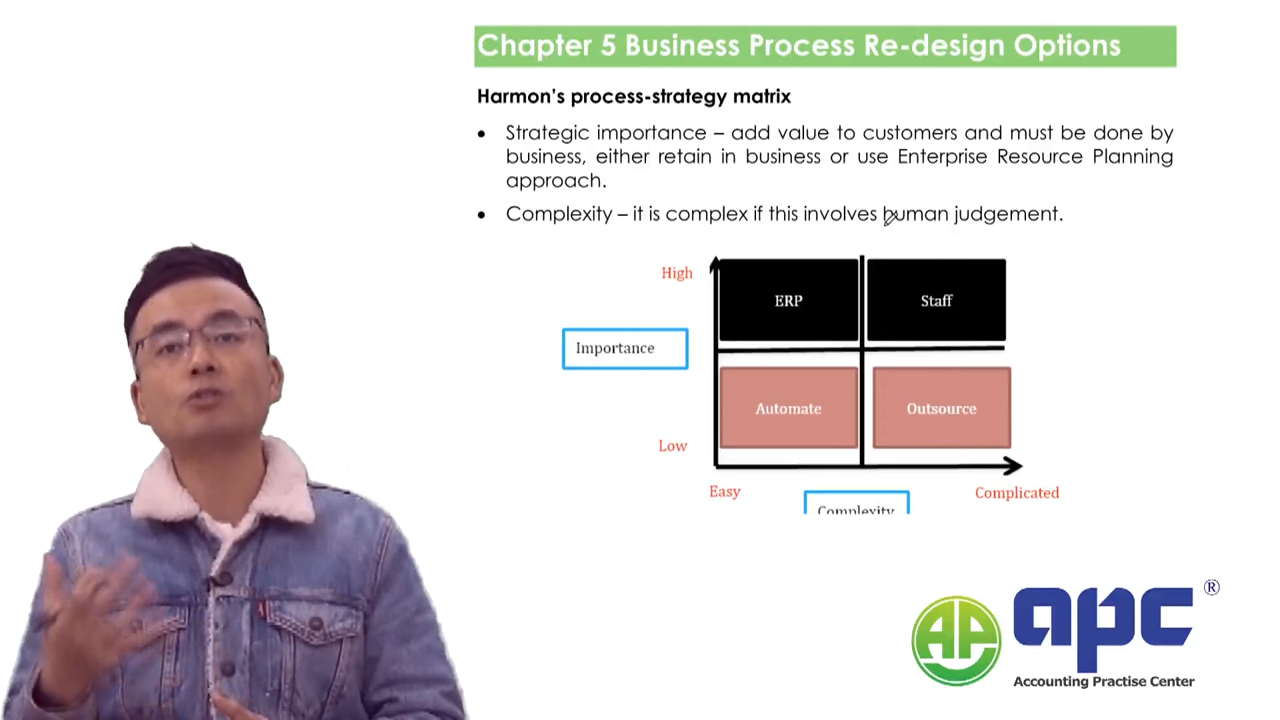 Chapter 5 Business Process Re-design Options
Harmon's process-strategy matrix
• Strategic importance – add value to customers and must be done by
business, either retain in business or use Enterprise Resource Planning
approach.
• Complexity – it is complex if this involves human judgement.
High
ERP
Staff
Importance
Automate
Outsource
Low
Easy
Complicated
Complexity
AP
apc®
Accounting Practise Center